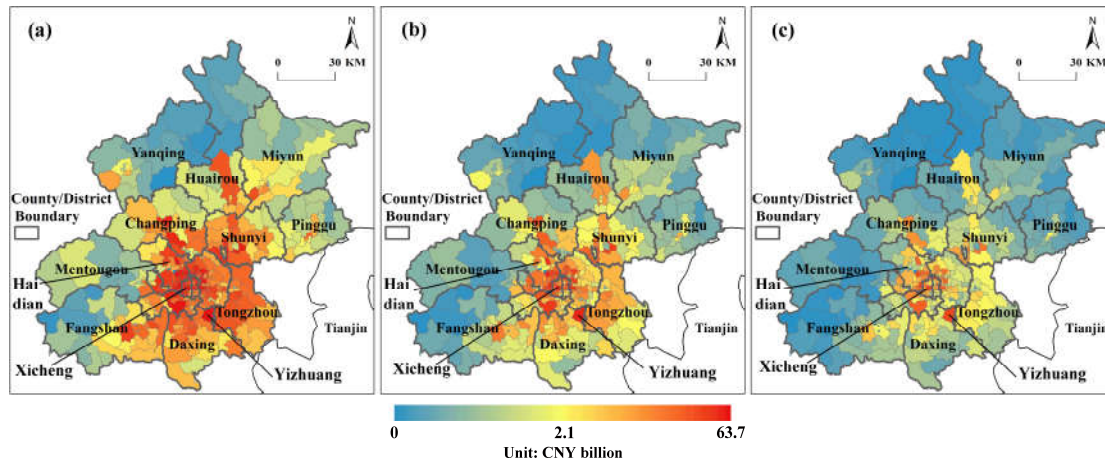 (a)
N
0 30 KM
Yanqing
Miyun
Huairou
County/District
Boundary
Changping
Shunyi
Pinggu
Mentougou
Hai
dian
Tongzhou
Fangshan
Tianjin
Daxing
Xicheng
Yizhuang
(b)
N
0 30 KM
Yanqing
Miyun
Huairou
County/District
Boundary
Changping
Shunyi
Pinggu
Mentougou
Hai
dian
Tongzhou
Fangshan
Tianjin
Daxing
Xicheng
Yizhuang
(c)
N
0 30 KM
Yanqing
Miyun
Huairou
County/District
Boundary
Changping
Shunyi
Pinggu
Mentougou
Hai
dian
Tongzhou
Fangshan
Tianjin
Daxing
Xicheng
Yizhuang
0 2.1 63.7
Unit: CNY billion